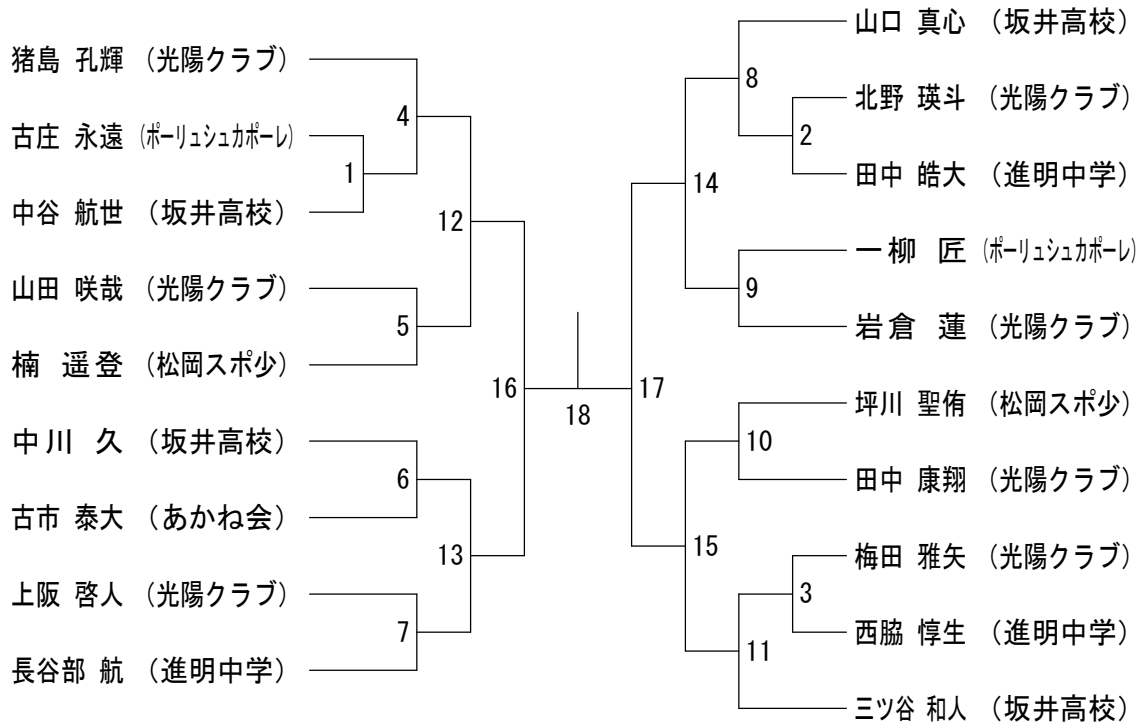 猪島 孔輝 (光陽クラブ)
古庄 永遠 (ポーリュシュカポーレ)
中谷 航世 (坂井高校)
山田 咲哉 (光陽クラブ)
楠 遥登 (松岡スポ少)
中川 久 (坂井高校)
古市 泰大 (あかね会)
上阪 啓人 (光陽クラブ)
長谷部 航 (進明中学)
4
1
12
5
16
6
13
7
18
山口 真心 (坂井高校)
北野 瑛斗 (光陽クラブ)
田中 皓大 (進明中学)
一柳 匠 (ポーリュシュカポーレ)
岩倉 蓮 (光陽クラブ)
坪川 聖侑 (松岡スポ少)
田中 康翔 (光陽クラブ)
梅田 雅矢 (光陽クラブ)
西脇 惇生 (進明中学)
三ツ谷 和人 (坂井高校)
8
2
14
9
17
10
15
3
11